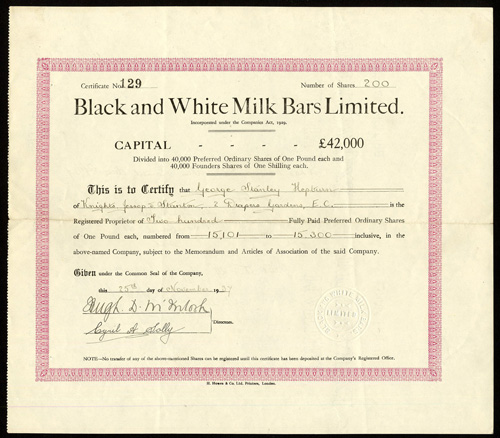 Certificate No. 129 Number of Shares 200
Black and White Milk Bars Limited.
Incorporated under the Companies Act, 1929.
CAPITAL - - - - £42,000
Divided into 40,000 Preferred Ordinary Shares of One Pound each and
40,000 Founders Shares of One Shilling each.
This is to Certify that George Stanley Hepburn
of Knights Jessop & Stainton, 2 Drapers Gardens, E.C. is the
Registered Proprietor of Two hundred Fully Paid Preferred Ordinary
Shares of One Pound each, numbered from 15,101 to 15,300 inclusive, in the
above-named Company, subject to the Memorandum and Articles of Association of the said Company.
Given under the Common Seal of the Company,
this 25th day of November 1937
Hugh D. McIntosh
Cyril A. Directors.
NOTE—No transfer of any of the above-mentioned Shares can be registered until this certificate has been deposited at the Company's Registered Office.
H. Howes & Co. Ltd. Printers, London.